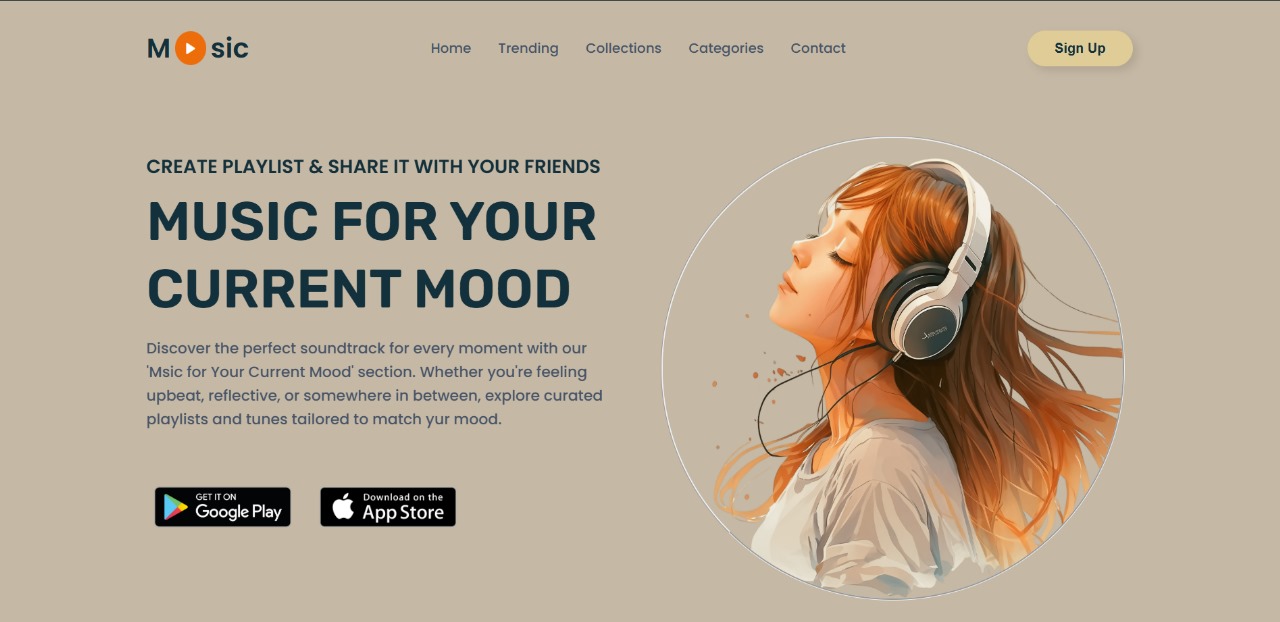 M sic
Home Trending Collections Categories Contact
Sign Up
CREATE PLAYLIST & SHARE IT WITH YOUR FRIENDS
MUSIC FOR YOUR
CURRENT MOOD
Discover the perfect soundtrack for every moment with our
'Msic for Your Current Mood' section. Whether you're feeling
upbeat, reflective, or somewhere in between, explore curated
playlists and tunes tailored to match yur mood.
GET IT ON
Google Play
Download on the
App Store